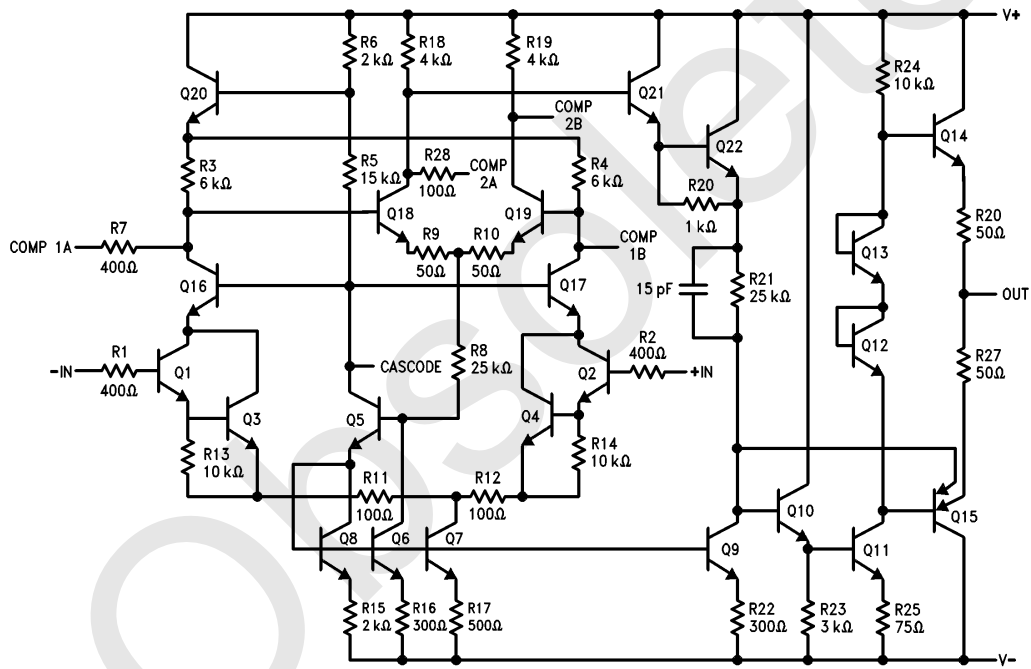 V+
R6
2 kΩ
R18
4 kΩ
R19
4 kΩ
R24
10 kΩ
Q20
Q21
COMP
2B
Q14
Q22
R3
6 kΩ
R5
15 kΩ
R28
100Ω
COMP
2A
R4
6 kΩ
R20
1 kΩ
Q18
Q19
R20
50Ω
R7
400Ω
COMP 1A
R9
50Ω
R10
50Ω
COMP
1B
Q13
Q16
Q17
15 pF
R21
25 kΩ
OUT
Q12
R1
400Ω
-IN
Q1
CASCODE
R8
25 kΩ
Q2
R2
400Ω
+IN
R27
50Ω
Q3
Q5
Q4
R13
10 kΩ
R14
10 kΩ
R11
100Ω
R12
100Ω
Q8
Q6
Q7
Q9
Q10
Q11
Q15
R15
2 kΩ
R16
300Ω
R17
500Ω
R22
300Ω
R23
3 kΩ
R25
75Ω
V-
Obsolete